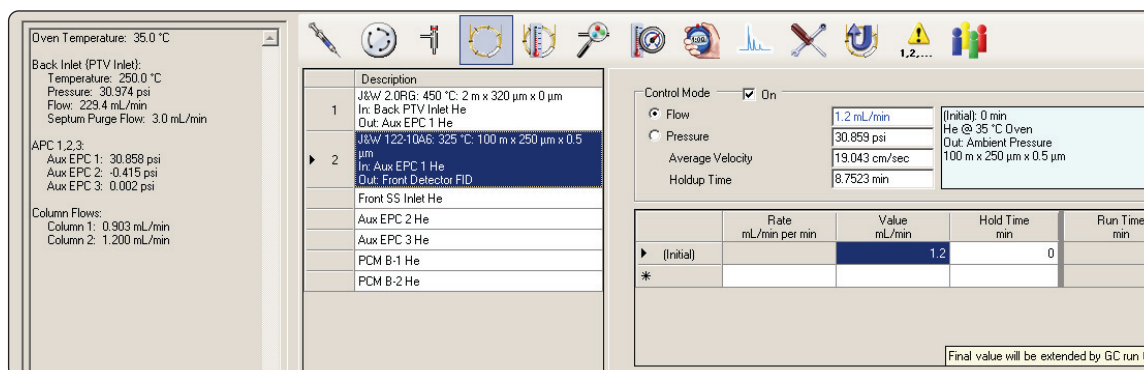 Oven Temperature: 35.0 °C
Back Inlet (PTV Inlet):
Temperature: 250.0 °C
Pressure: 30.974 psi
Flow: 229.4 mL/min
Septum Purge Flow: 3.0 mL/min
APC 1,2,3:
Aux EPC 1: 30.858 psi
Aux EPC 2: -0.415 psi
Aux EPC 3: 0.002 psi
Column Flows:
Column 1: 0.903 mL/min
Column 2: 1.200 mL/min
1,2,...
Description
1
J&W 2.0RG: 450 °C: 2 m x 320 µm x 0 µm
In: Back PTV Inlet He
Out: Aux EPC 1 He
2
J&W 122-10A6: 325 °C: 100 m x 250 µm x 0.5
µm
In: Aux EPC 1 He
Out: Front Detector FID
Front SS Inlet He
Aux EPC 2 He
Aux EPC 3 He
PCM B-1 He
PCM B-2 He
Control Mode On
Flow 1.2 mL/min
Pressure 30.859 psi
Average Velocity 19.043 cm/sec
Holdup Time 8.7523 min
(Initial): 0 min
He @ 35 °C Oven
Out: Ambient Pressure
100 m x 250 µm x 0.5 µm
Rate Value Hold Time Run Time
mL/min per min mL/min min min
(Initial) 1.2 0
Final value will be extended by GC run